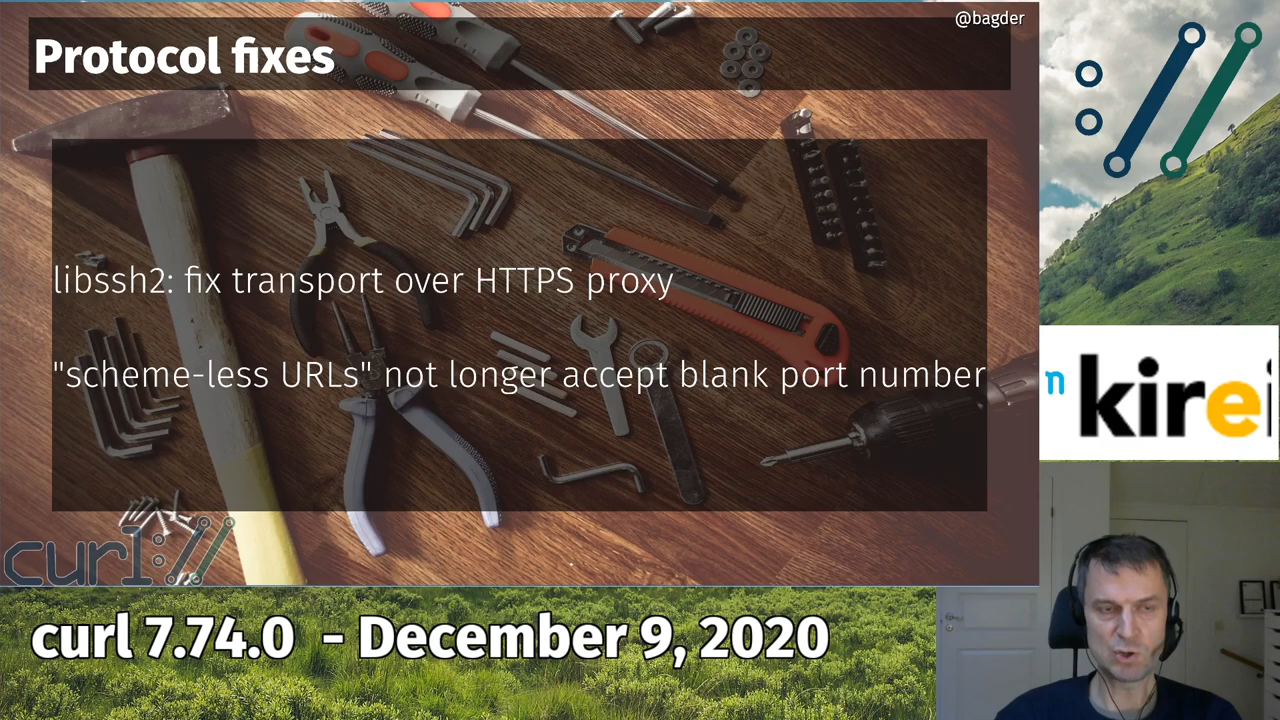 @bagder
Protocol fixes
libssh2: fix transport over HTTPS proxy
"scheme-less URLs" not longer accept blank port number
n kirei
curl://
curl 7.74.0 - December 9, 2020